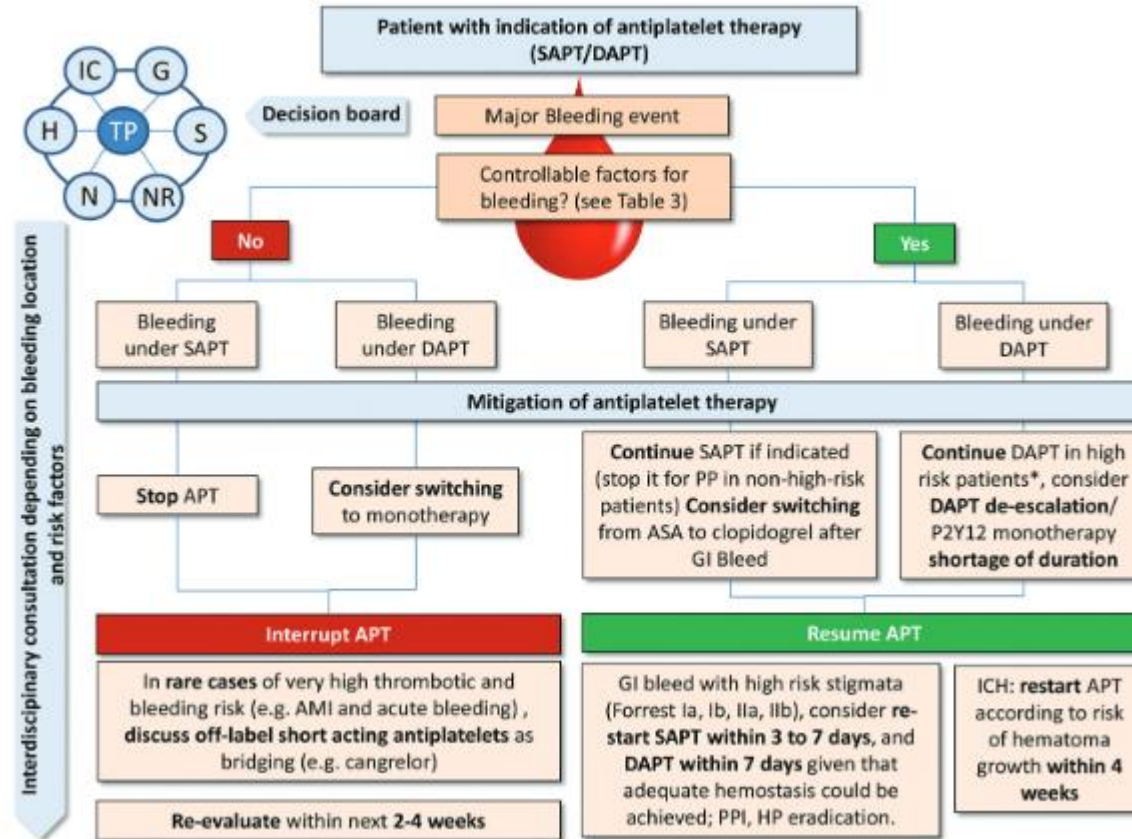 Patient with indication of antiplatelet therapy
(SAPT/DAPT)
IC
G
H
TP
S
N
NR
Decision board
Major Bleeding event
Controllable factors for
bleeding? (see Table 3)
No
Yes
Bleeding
under SAPT
Bleeding
under DAPT
Bleeding under
SAPT
Bleeding under
DAPT
Mitigation of antiplatelet therapy
Stop APT
Consider switching
to monotherapy
Continue SAPT if indicated
(stop it for PP in non-high-risk
patients) Consider switching
from ASA to clopidogrel after
GI Bleed
Continue DAPT in high
risk patients*, consider
DAPT de-escalation/
P2Y12 monotherapy
shortage of duration
Interrupt APT
Resume APT
In rare cases of very high thrombotic and
bleeding risk (e.g. AMI and acute bleeding) ,
discuss off-label short acting antiplatelets as
bridging (e.g. cangrelor)
Re-evaluate within next 2-4 weeks
GI bleed with high risk stigmata
(Forrest Ia, Ib, IIa, IIb), consider re-
start SAPT within 3 to 7 days, and
DAPT within 7 days given that
adequate hemostasis could be
achieved; PPI, HP eradication.
ICH: restart APT
according to risk
of hematoma
growth within 4
weeks
Interdiscipinary consultation depending on bleeding location
and risk factors